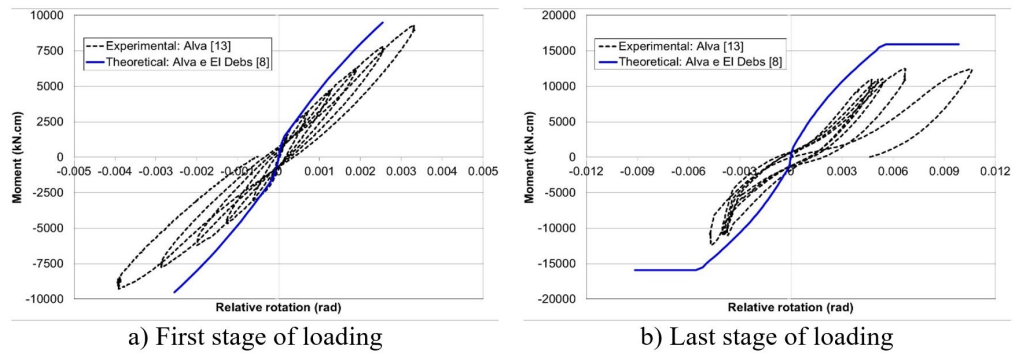 10000
7500
5000
2500
0
-2500
-5000
-7500
-10000
Moment (kN.cm)
Experimental: Alva [13]
Theoretical: Alva e El Debs [8]
-0.005 -0.004 -0.003 -0.002 -0.001 0.000 0.001 0.002 0.003 0.004 0.005
Relative rotation (rad)
a) First stage of loading
20000
15000
10000
5000
0
-5000
-10000
-15000
-20000
Moment (kN.cm)
Experimental: Alva [13]
Theoretical: Alva e El Debs [8]
-0.012 -0.009 -0.006 -0.003 0 0.003 0.006 0.009 0.012
Relative rotation (rad)
b) Last stage of loading